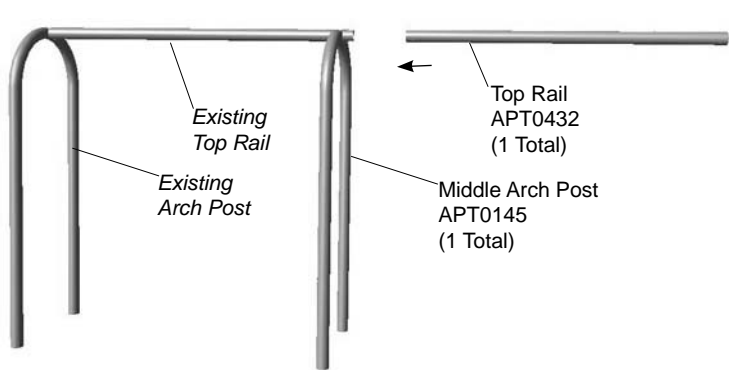 Existing
Top Rail
Existing
Arch Post
Top Rail
APT0432
(1 Total)
Middle Arch Post
APT0145
(1 Total)